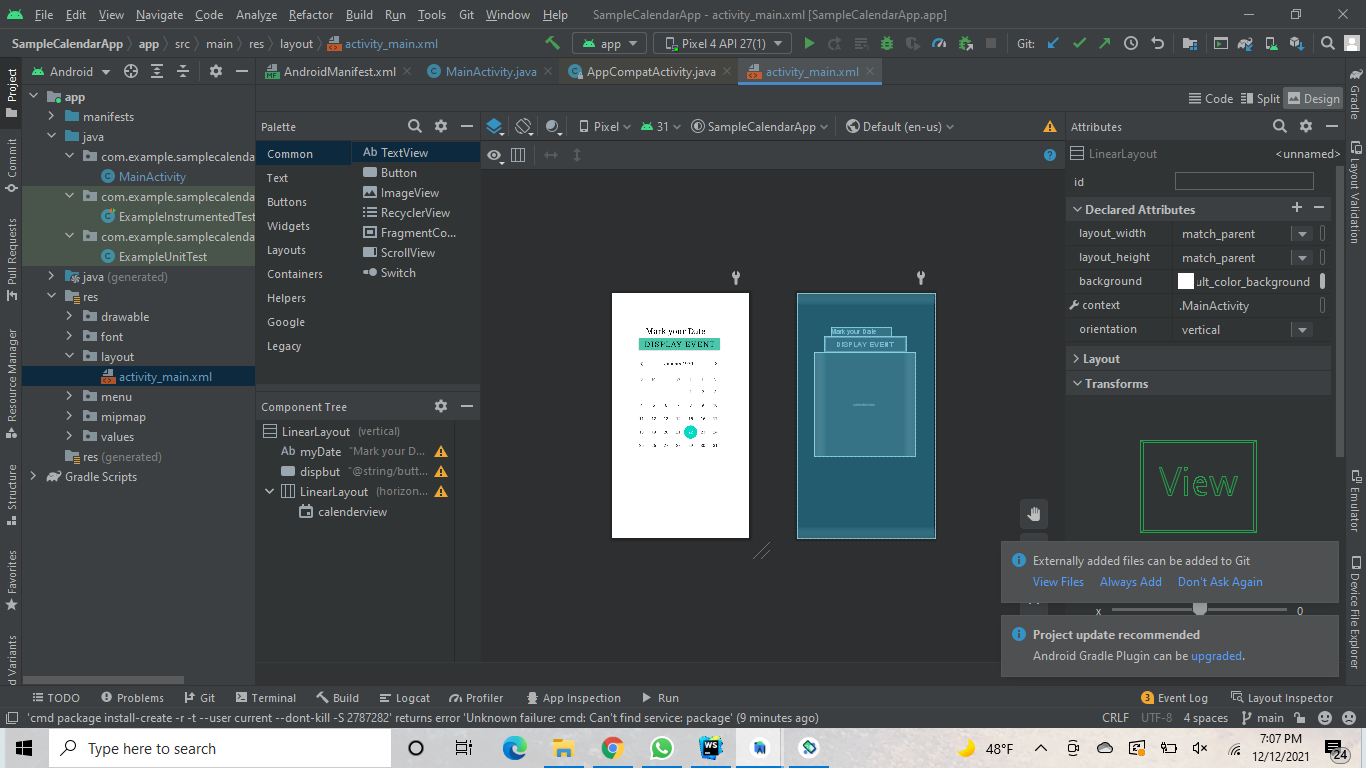 File Edit View Navigate Code Analyze Refactor Build Run Tools Git Window Help SampleCalendarApp - activity_main.xml [SampleCalendarApp.app]
SampleCalendarApp app src main res layout activity_main.xml app Pixel 4 API 27(1) Git:
Android AndroidManifest.xml MainActivity.java AppCompatActivity.java activity_main.xml
Code Split Design
Project
Commit
Pull Requests
Resource Manager
Structure
Favorites
Variants
app
manifests
java
com.example.samplecalenda
MainActivity
com.example.samplecalenda
ExampleInstrumentedTest
com.example.samplecalenda
ExampleUnitTest
java (generated)
res
drawable
font
layout
activity_main.xml
menu
mipmap
values
res (generated)
Gradle Scripts
Palette
Common
Text
Buttons
Widgets
Layouts
Containers
Helpers
Google
Legacy
Ab TextView
Button
ImageView
RecyclerView
FragmentCo...
ScrollView
Switch
Component Tree
LinearLayout (vertical)
Ab myDate "Mark your D...
dispbut "@string/butt...
LinearLayout (horizon...
calenderview
Pixel 31 SampleCalendarApp Default (en-us)
Mark your Date
DISPLAY EVENT
Mark your Date
DISPLAY EVENT
Attributes
LinearLayout <unnamed>
id
Declared Attributes
layout_width match_parent
layout_height match_parent
background ult_color_background
context .MainActivity
orientation vertical
Layout
Transforms
View
x 0
Externally added files can be added to Git
View Files Always Add Don't Ask Again
Project update recommended
Android Gradle Plugin can be upgraded.
Gradle
Layout Validation
Emulator
Device File Explorer
TODO Problems Git Terminal Build Logcat Profiler App Inspection Run 3 Event Log Layout Inspector
'cmd package install-create -r -t --user current --dont-kill -S 2787282' returns error 'Unknown failure: cmd: Can't find service: package' (9 minutes ago) CRLF UTF-8 4 spaces main
Type here to search
WS
48°F
7:07 PM
12/12/2021
24